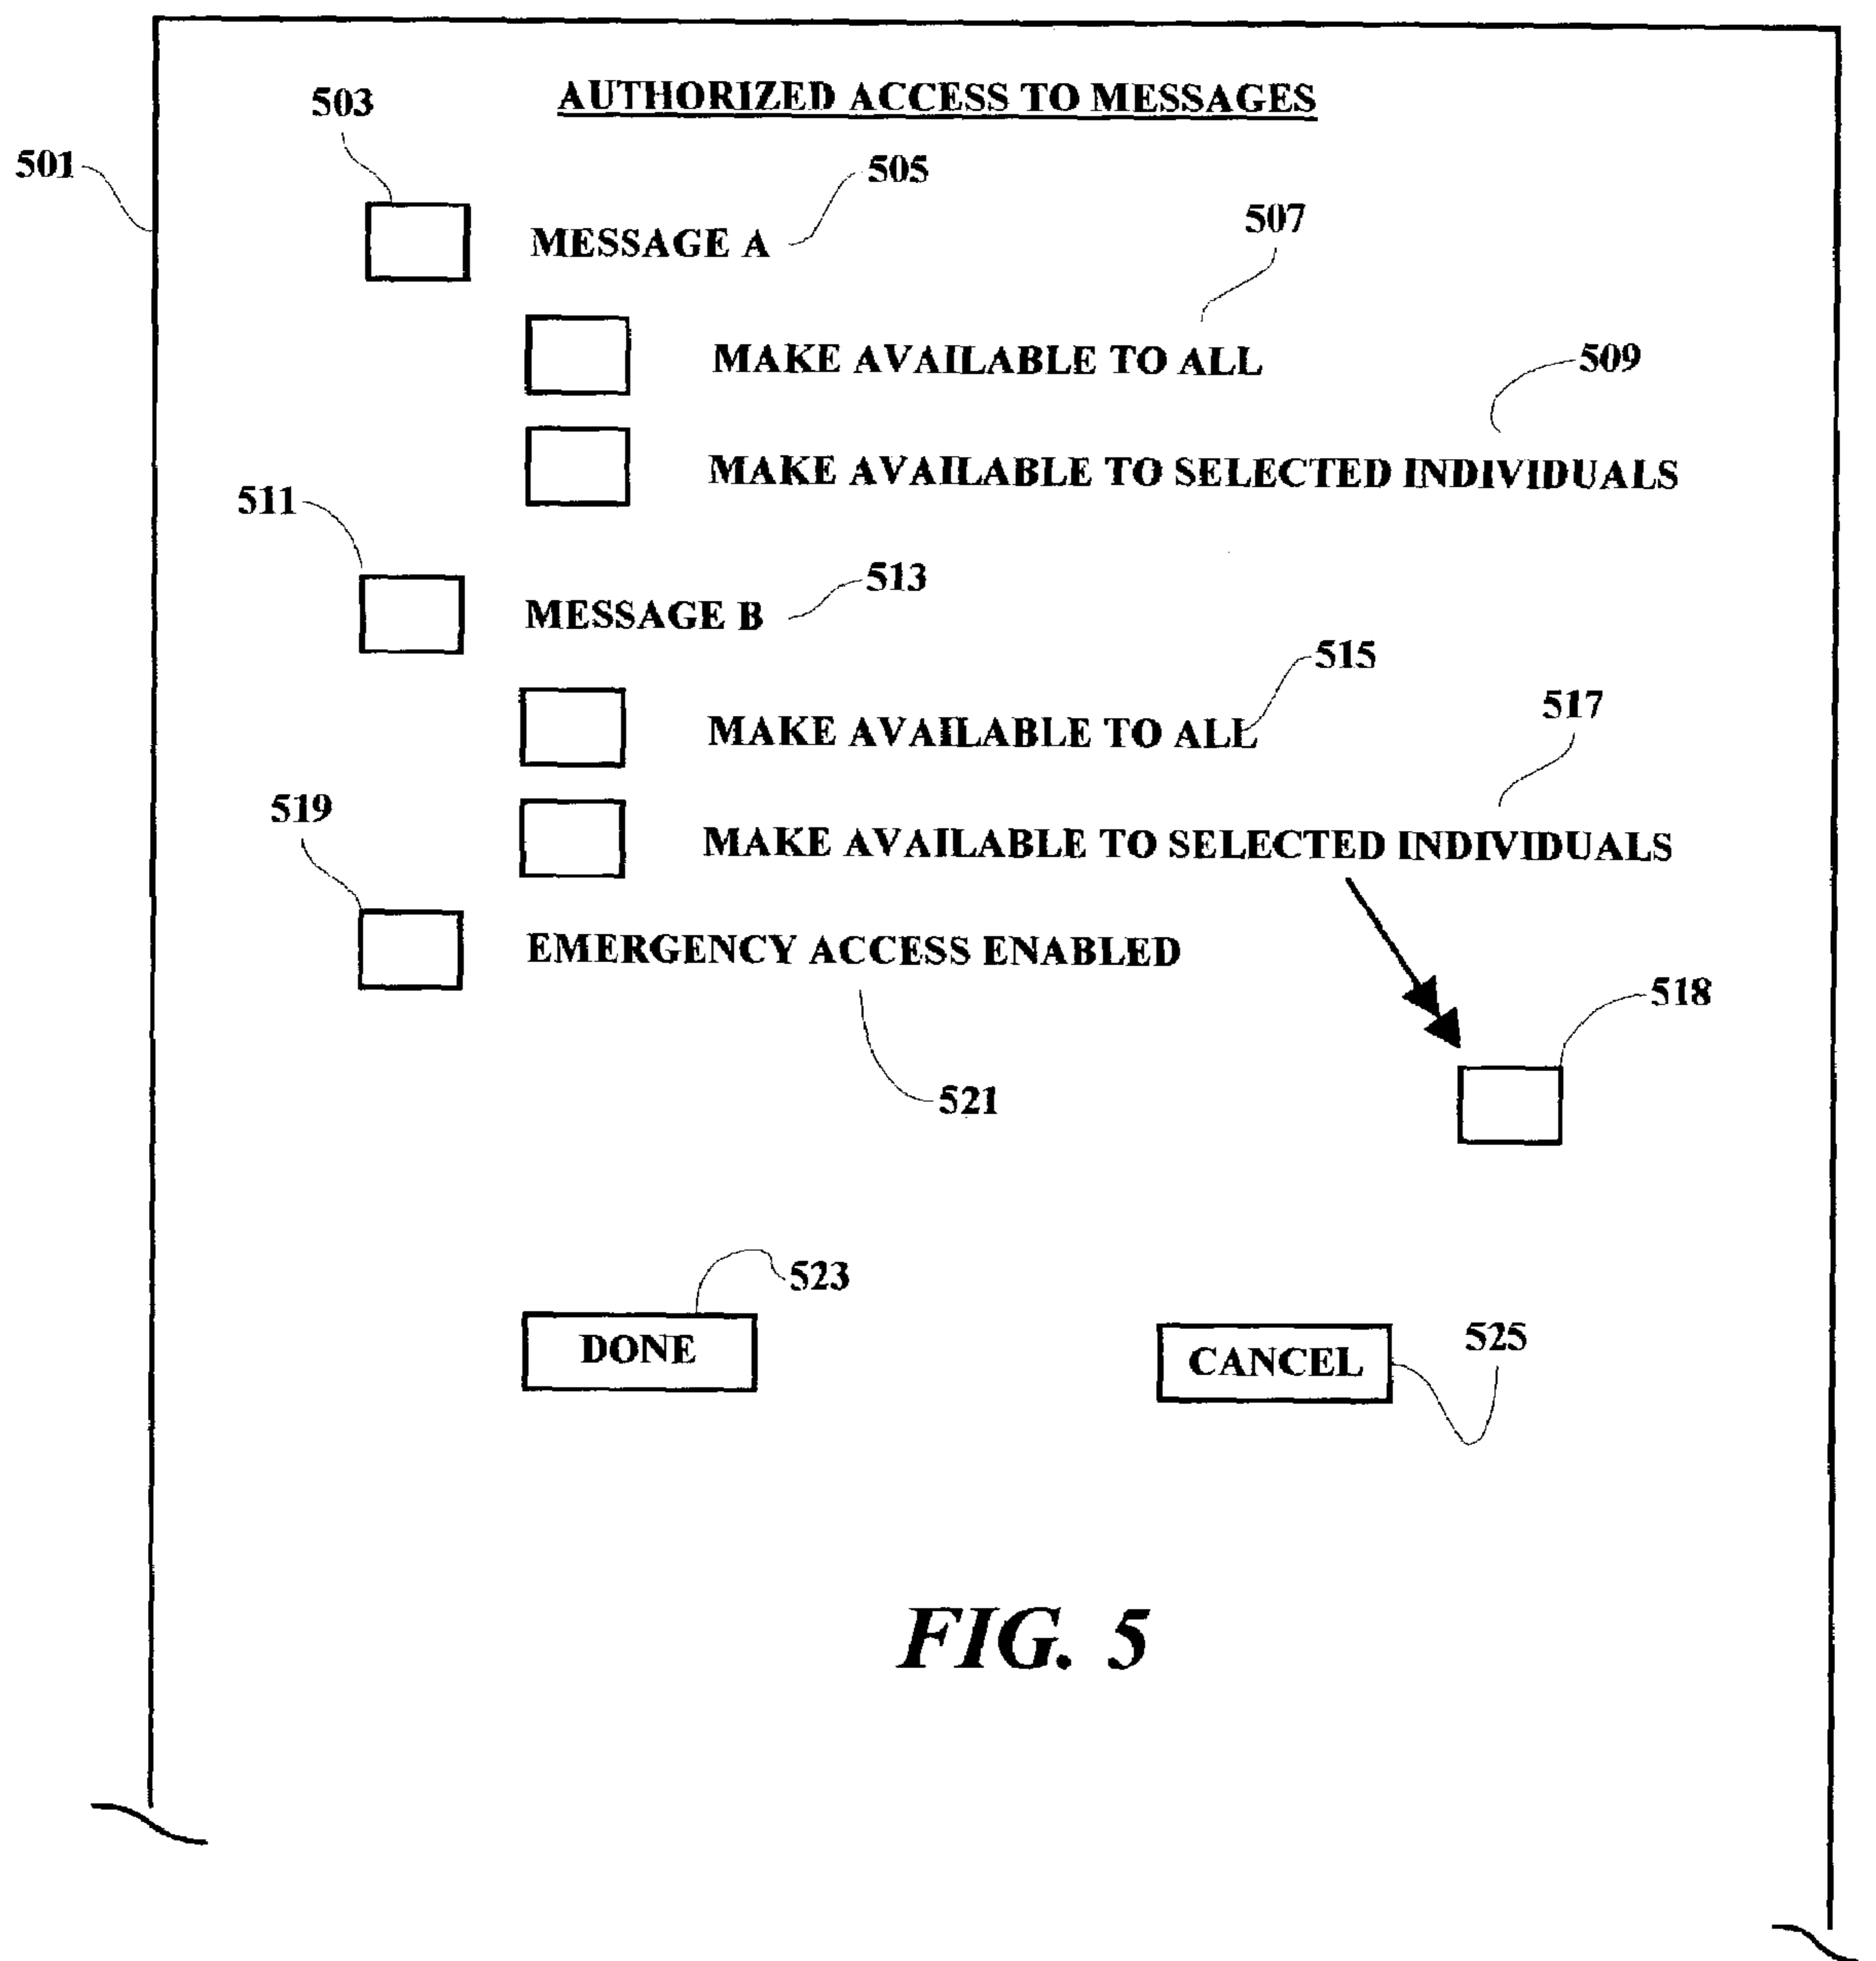 AUTHORIZED ACCESS TO MESSAGES
503
501
505
MESSAGE A
507
MAKE AVAILABLE TO ALL
509
MAKE AVAILABLE TO SELECTED INDIVIDUALS
511
513
MESSAGE B
515
MAKE AVAILABLE TO ALL
517
519
MAKE AVAILABLE TO SELECTED INDIVIDUALS
EMERGENCY ACCESS ENABLED
518
521
523
DONE
525
CANCEL
FIG. 5